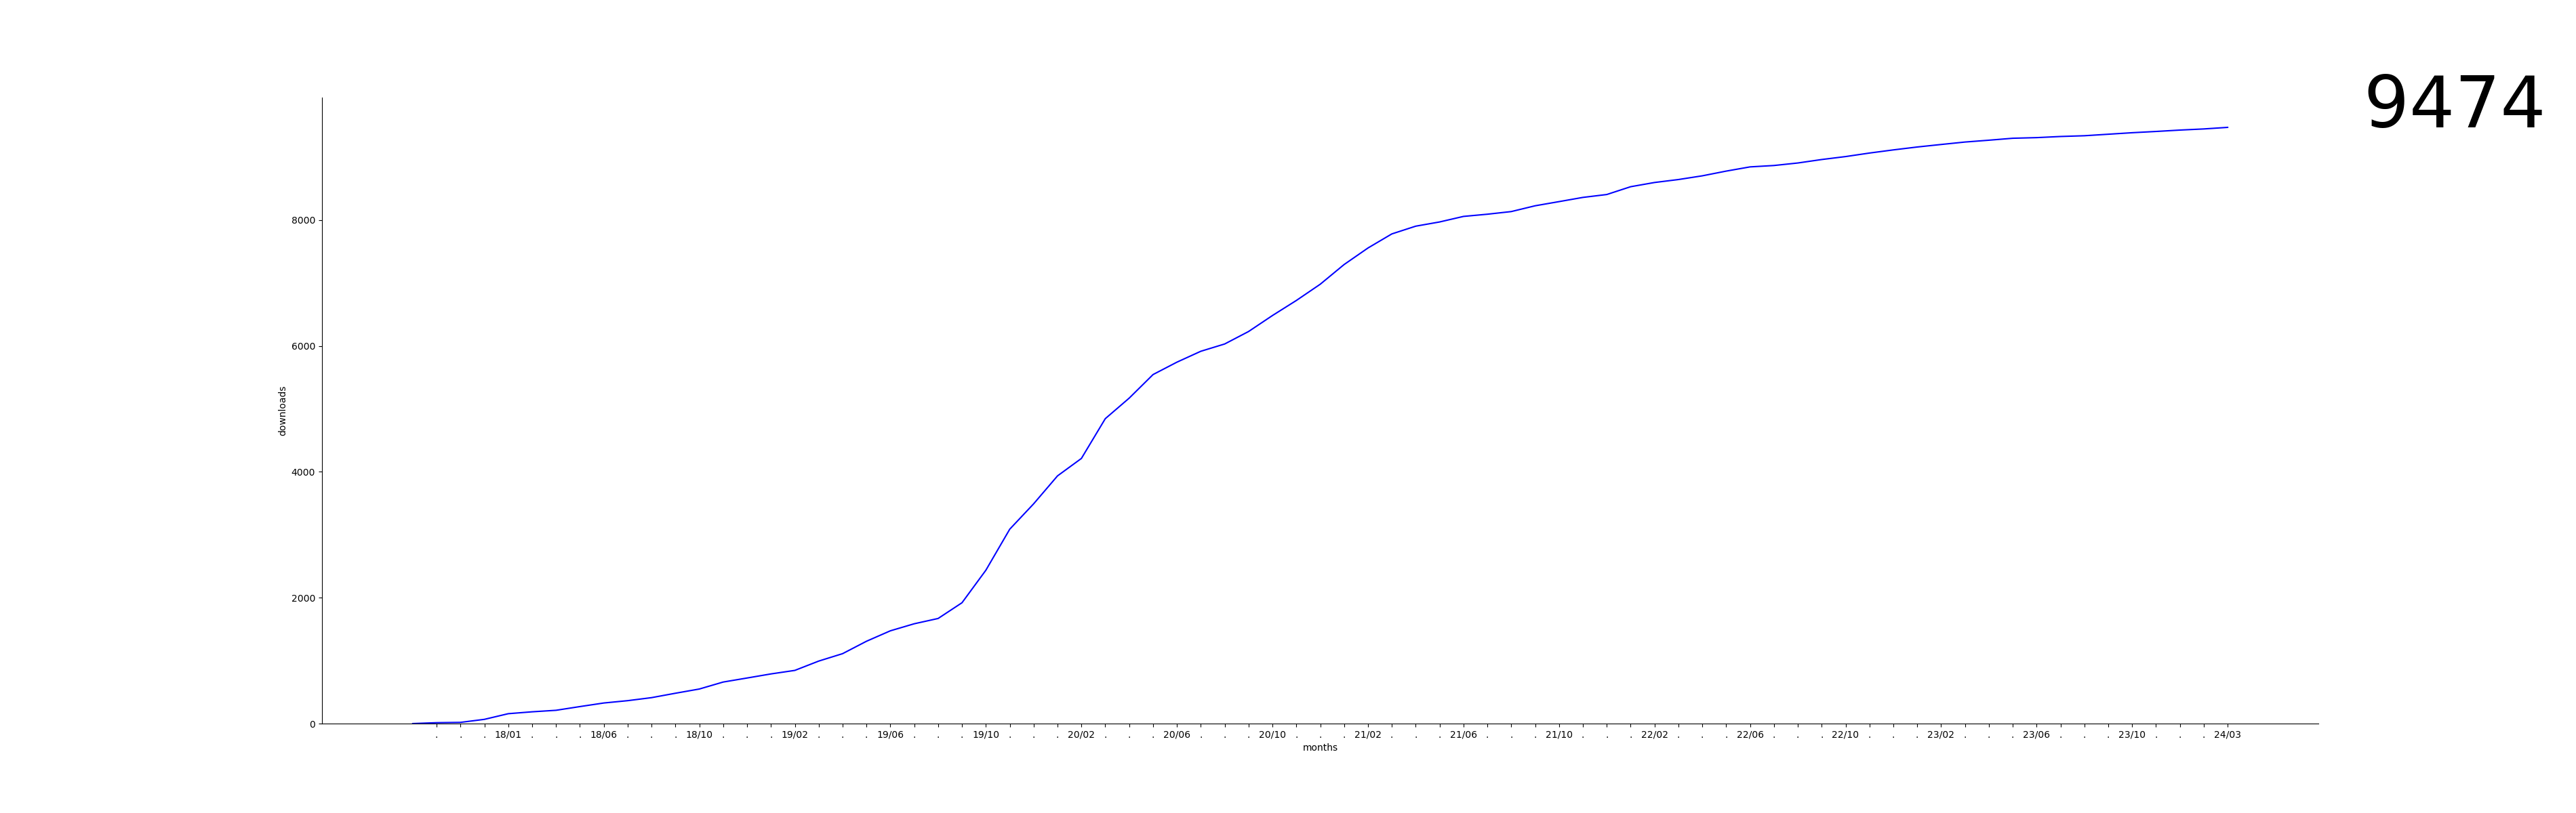 9474
8000
6000
4000
2000
0
downloads
. . . 18/01 . . . 18/06 . . . 18/10 . . . 19/02 . . . 19/06 . . . 19/10 . . . 20/02 . . . 20/06 . . . 20/10 . . . 21/02 . . . 21/06 . . . 21/10 . . . 22/02 . . . 22/06 . . . 22/10 . . . 23/02 . . . 23/06 . . . 23/10 . . . 24/03
months